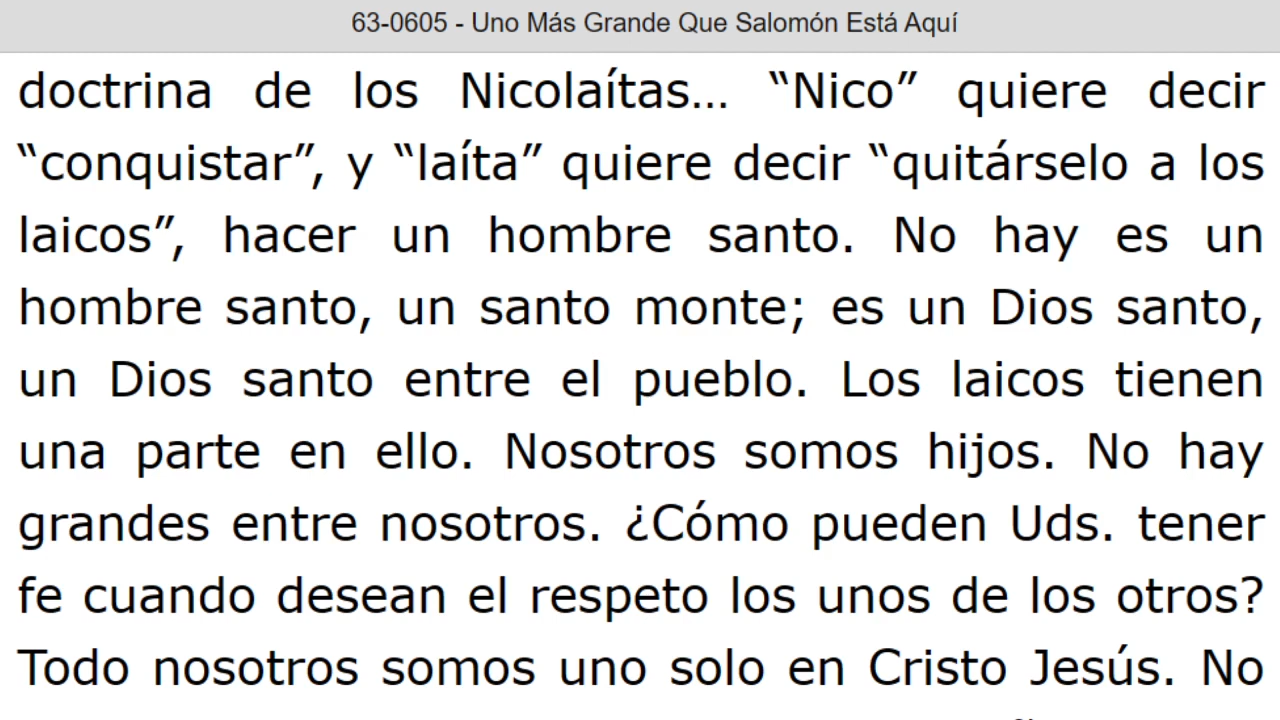 63-0605 - Uno Más Grande Que Salomón Está Aquí
doctrina de los Nicolaítas... “Nico” quiere decir
“conquistar”, y “laíta” quiere decir “quitárselo a los
laicos”, hacer un hombre santo. No hay es un
hombre santo, un santo monte; es un Dios santo,
un Dios santo entre el pueblo. Los laicos tienen
una parte en ello. Nosotros somos hijos. No hay
grandes entre nosotros. ¿Cómo pueden Uds. tener
fe cuando desean el respeto los unos de los otros?
Todo nosotros somos uno solo en Cristo Jesús. No